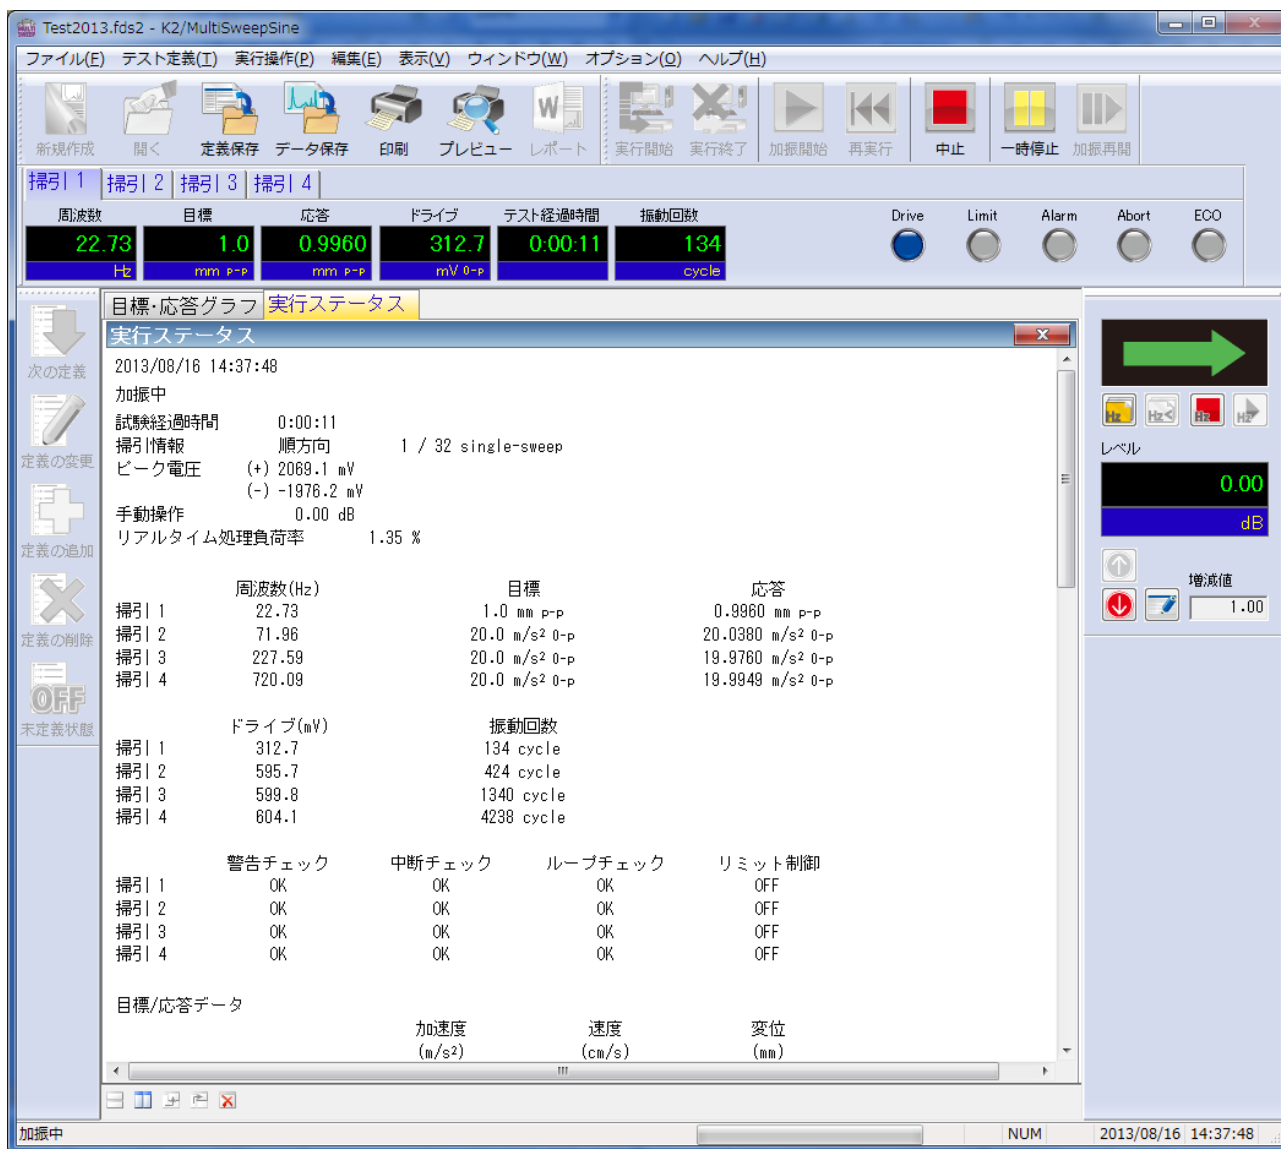 Test2013.fds2 - K2/MultiSweepSine
ファイル(F) テスト定義(T) 実行操作(P) 編集(E) 表示(V) ウィンドウ(W) オプション(O) ヘルプ(H)
新規作成 開く 定義保存 データ保存 印刷 プレビュー レポート 実行開始 実行終了 加振開始 再実行 中止 一時停止 加振再開
掃引 1 掃引 2 掃引 3 掃引 4
周波数 目標 応答 ドライブ テスト経過時間 振動回数 Drive Limit Alarm Abort ECO
22.73 1.0 0.9960 312.7 0:00:11 134
Hz mm p-p mm p-p mV 0-p cycle
目標・応答グラフ 実行ステータス
実行ステータス
2013/08/16 14:37:48
加振中
試験経過時間 0:00:11
掃引情報 順方向 1 / 32 single-sweep
ピーク電圧 (+) 2069.1 mV
(-) -1976.2 mV
手動操作 0.00 dB
リアルタイム処理負荷率 1.35 %
周波数(Hz) 目標 応答
掃引 1 22.73 1.0 mm p-p 0.9960 mm p-p
掃引 2 71.96 20.0 m/s² 0-p 20.0380 m/s² 0-p
掃引 3 227.59 20.0 m/s² 0-p 19.9760 m/s² 0-p
掃引 4 720.09 20.0 m/s² 0-p 19.9949 m/s² 0-p
ドライブ(mV) 振動回数
掃引 1 312.7 134 cycle
掃引 2 595.7 424 cycle
掃引 3 599.8 1340 cycle
掃引 4 604.1 4238 cycle
警告チェック 中断チェック ループチェック リミット制御
掃引 1 OK OK OK OFF
掃引 2 OK OK OK OFF
掃引 3 OK OK OK OFF
掃引 4 OK OK OK OFF
目標/応答データ
加速度 速度 変位
(m/s²) (cm/s) (mm)
次の定義
定義の変更
定義の追加
定義の削除
OFF
未定義状態
Hz Hz Hz Hz
レベル
0.00
dB
増減値
1.00
加振中 NUM 2013/08/16 14:37:48